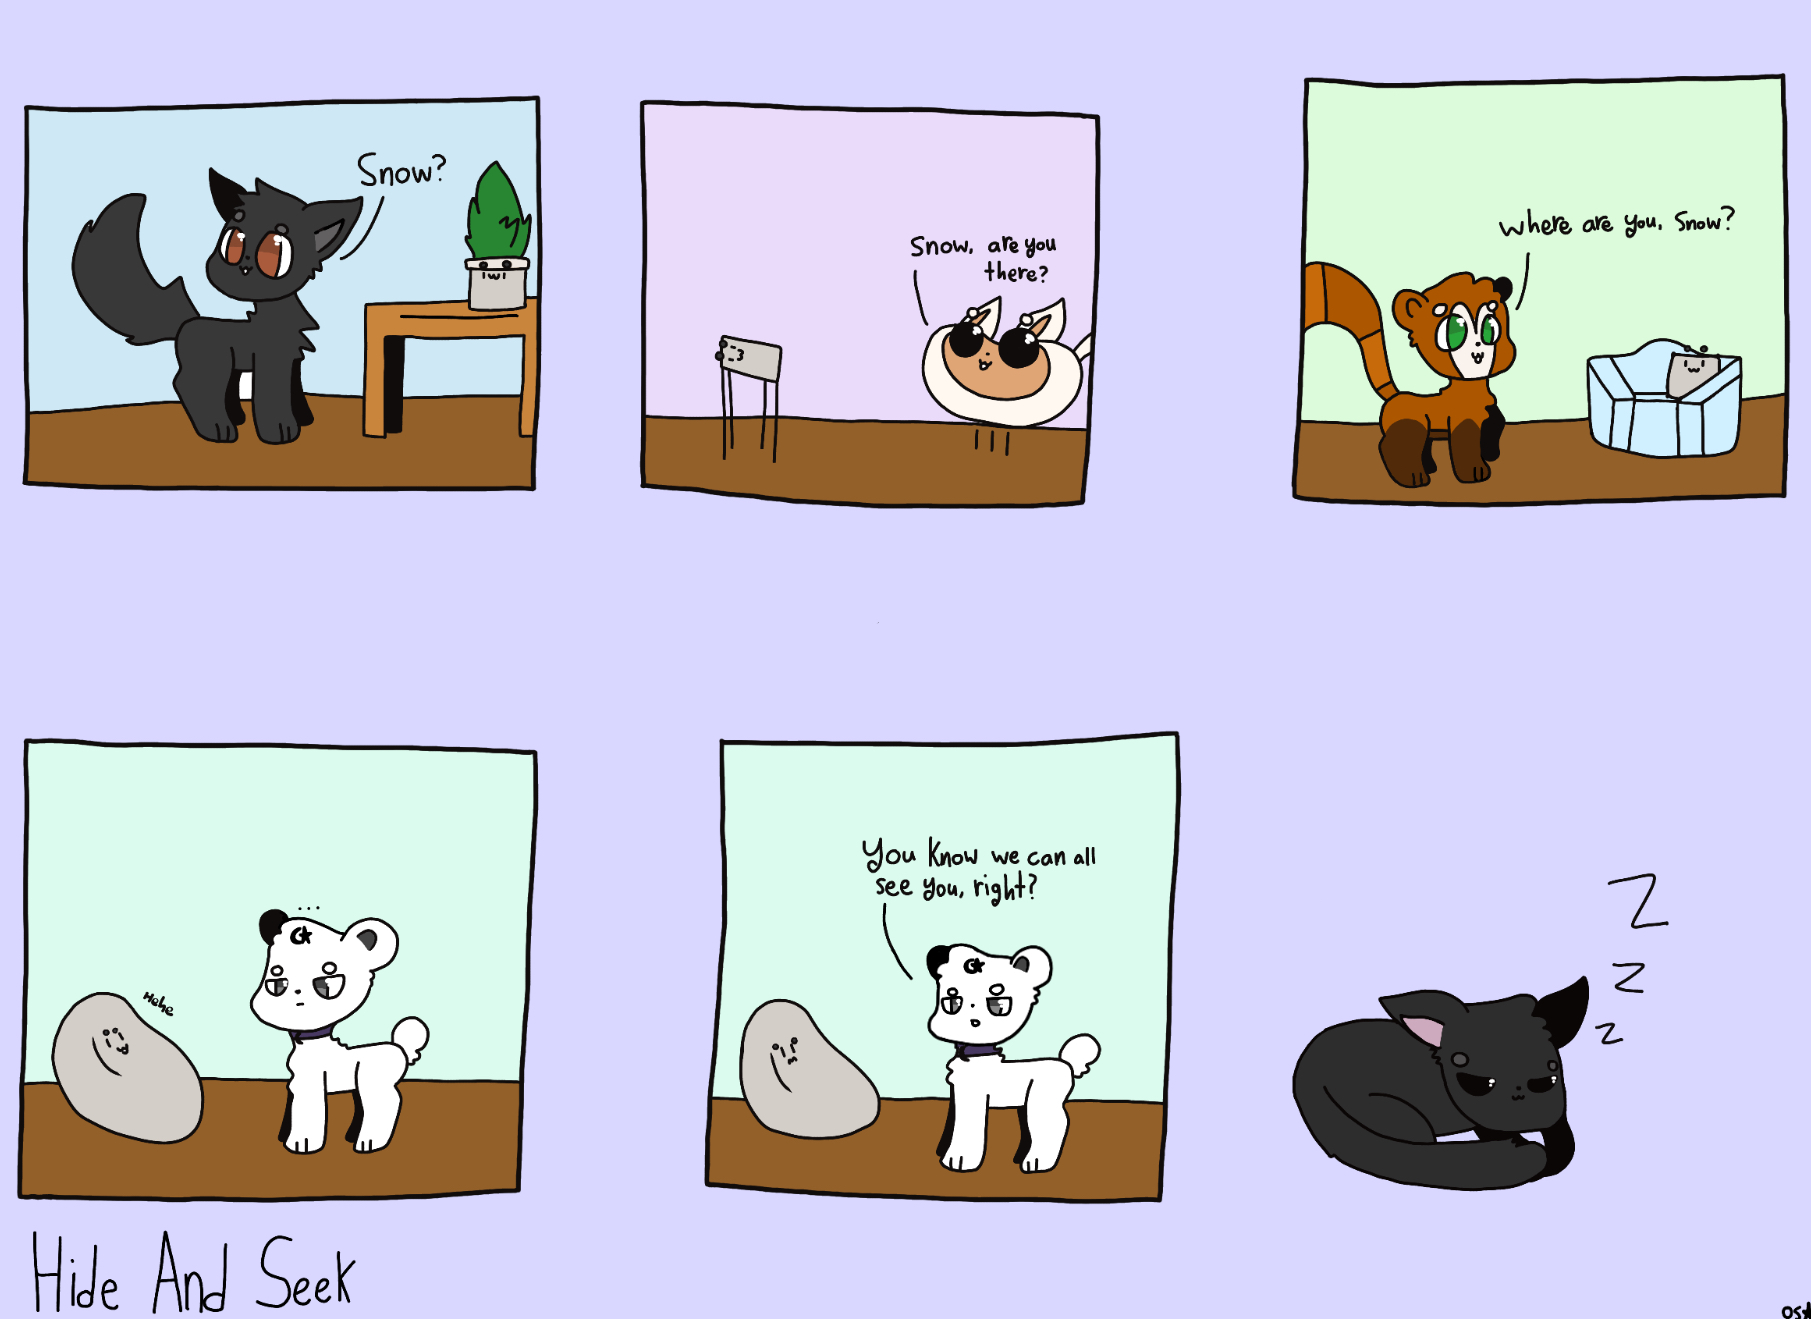 Snow?
Snow, are you
there?
where are you, Snow?
...
Hehe
You Know we can all
see you, right?
Z
Z
Z
Hide And Seek